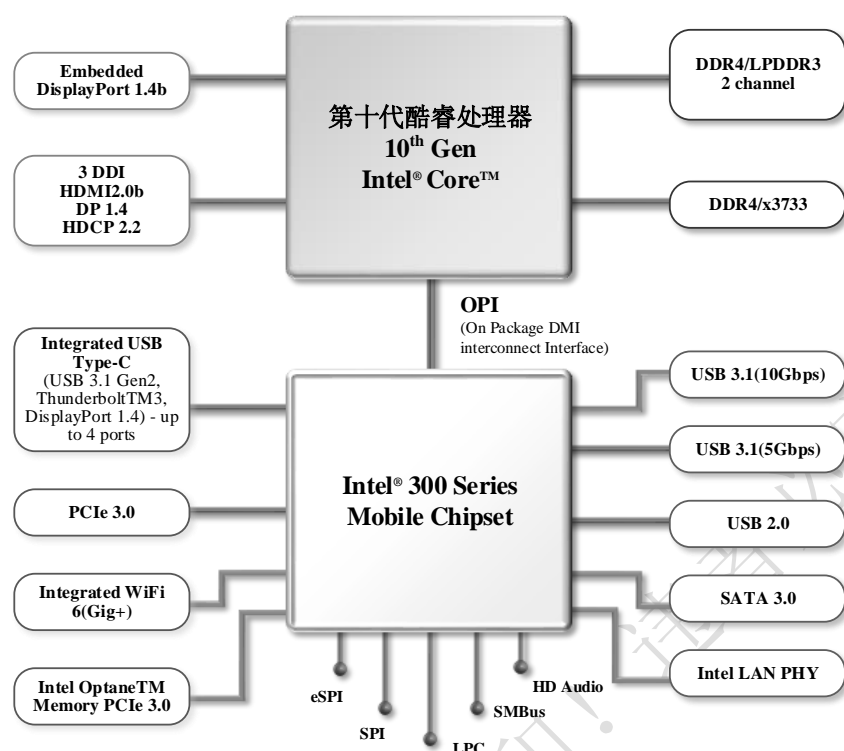 Embedded
DisplayPort 1.4b
3 DDI
HDMI2.0b
DP 1.4
HDCP 2.2
第十代酷睿处理器
10th Gen
Intel® Core™
DDR4/LPDDR3
2 channel
DDR4/x3733
OPI
(On Package DMI
interconnect Interface)
Integrated USB
Type-C
(USB 3.1 Gen2,
ThunderboltTM3,
DisplayPort 1.4) - up
to 4 ports
PCIe 3.0
Integrated WiFi
6(Gig+)
Intel OptaneTM
Memory PCIe 3.0
Intel® 300 Series
Mobile Chipset
USB 3.1(10Gbps)
USB 3.1(5Gbps)
USB 2.0
SATA 3.0
Intel LAN PHY
eSPI
SPI
LPC
SMBus
HD Audio
！违者必